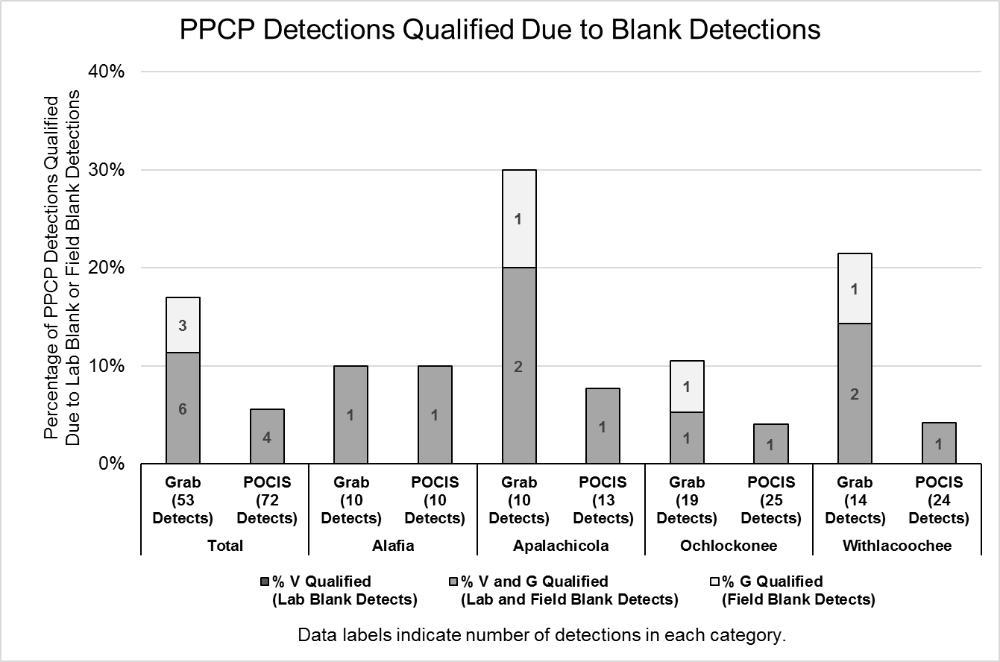 PPCP Detections Qualified Due to Blank Detections
Percentage of PPCP Detections Qualified
Due to Lab Blank or Field Blank Detections
40%
30%
20%
10%
0%
3
6
4
1
1
1
2
1
1
1
1
1
2
1
Grab
(53
Detects)
POCIS
(72
Detects)
Grab
(10
Detects)
POCIS
(10
Detects)
Grab
(10
Detects)
POCIS
(13
Detects)
Grab
(19
Detects)
POCIS
(25
Detects)
Grab
(14
Detects)
POCIS
(24
Detects)
Total
Alafia
Apalachicola
Ochlockonee
Withlacoochee
% V Qualified
(Lab Blank Detects)
% V and G Qualified
(Lab and Field Blank Detects)
% G Qualified
(Field Blank Detects)
Data labels indicate number of detections in each category.